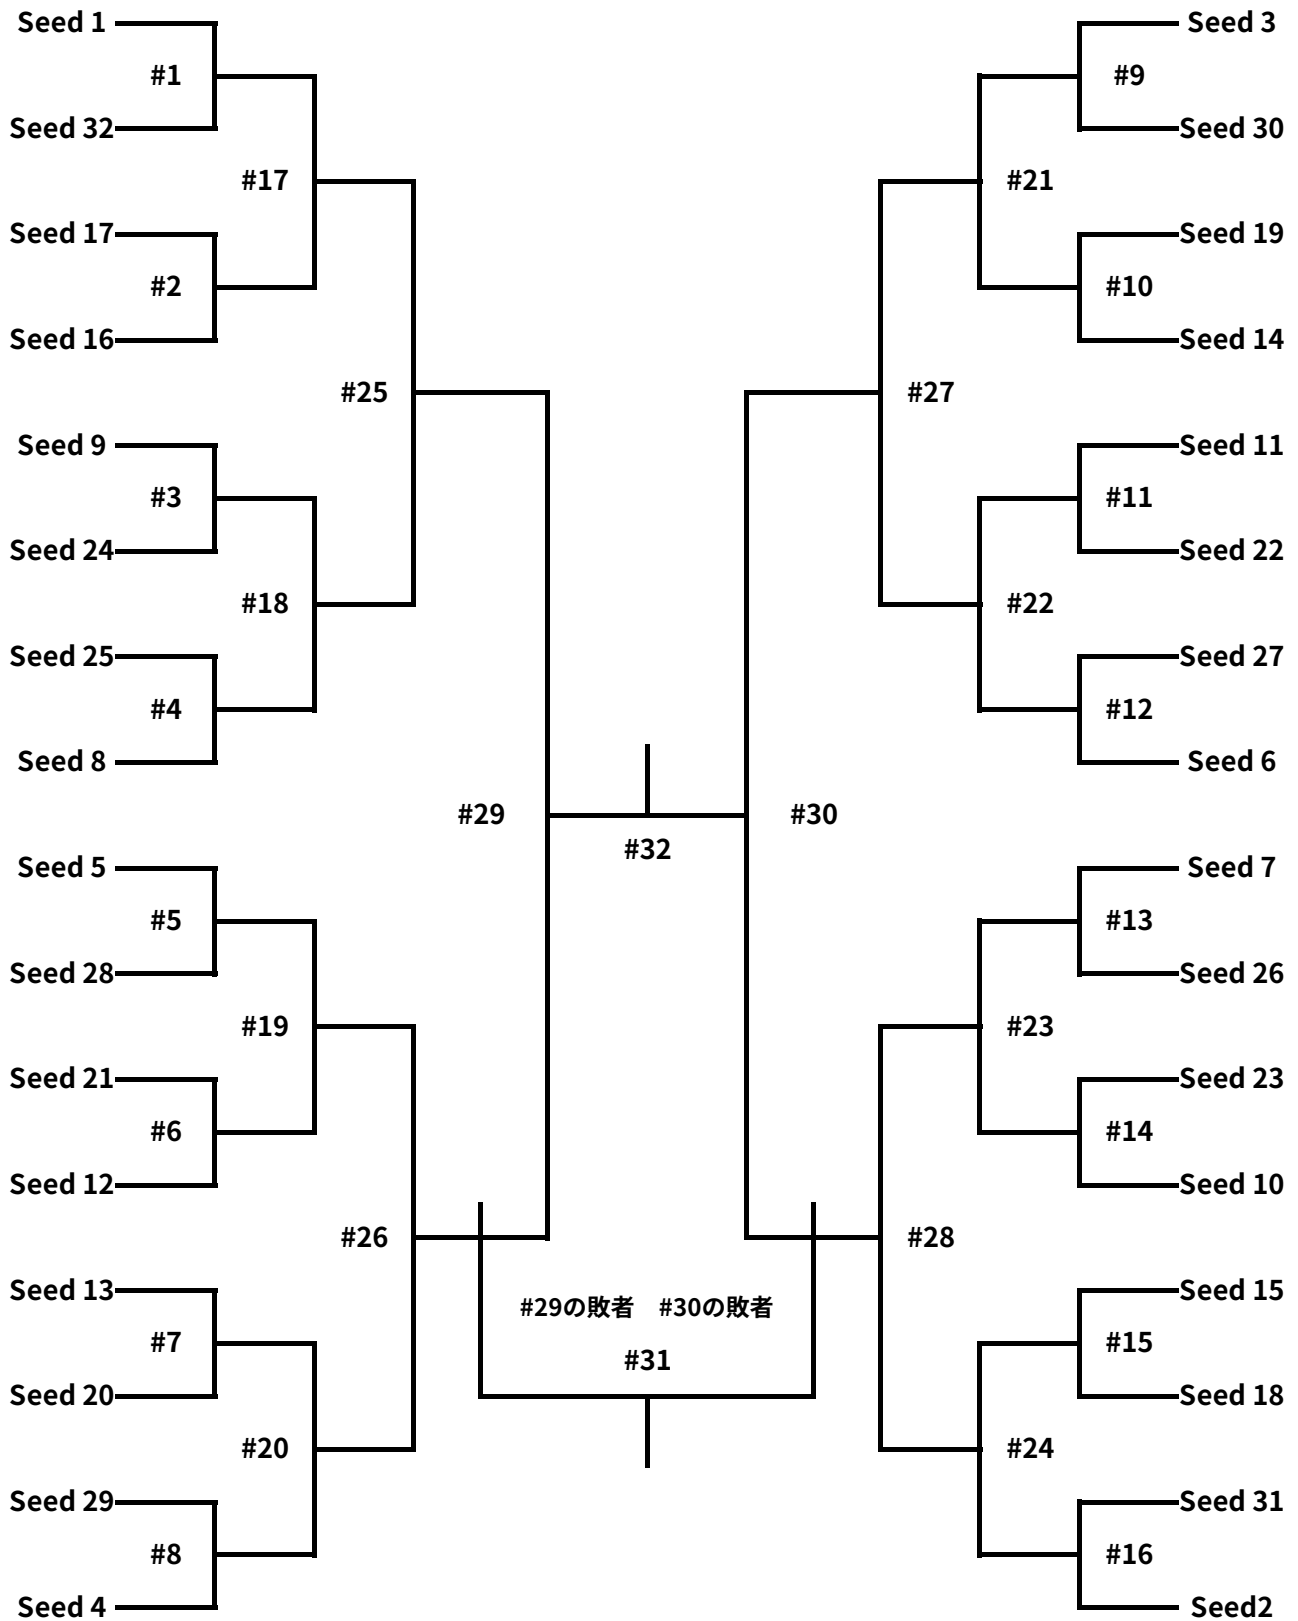 Seed 1
#1
Seed 32
#17
Seed 17
#2
Seed 16
#25
Seed 9
#3
Seed 24
#18
Seed 25
#4
Seed 8
#29
Seed 5
#5
Seed 28
#19
Seed 21
#6
Seed 12
#26
Seed 13
#7
Seed 20
#20
Seed 29
#8
Seed 4
#32
#29の敗者 #30の敗者
#31
Seed 3
#9
Seed 30
#21
Seed 19
#10
Seed 14
#27
Seed 11
#11
Seed 22
#22
Seed 27
#12
Seed 6
#30
Seed 7
#13
Seed 26
#23
Seed 23
#14
Seed 10
#28
Seed 15
#15
Seed 18
#24
Seed 31
#16
Seed2